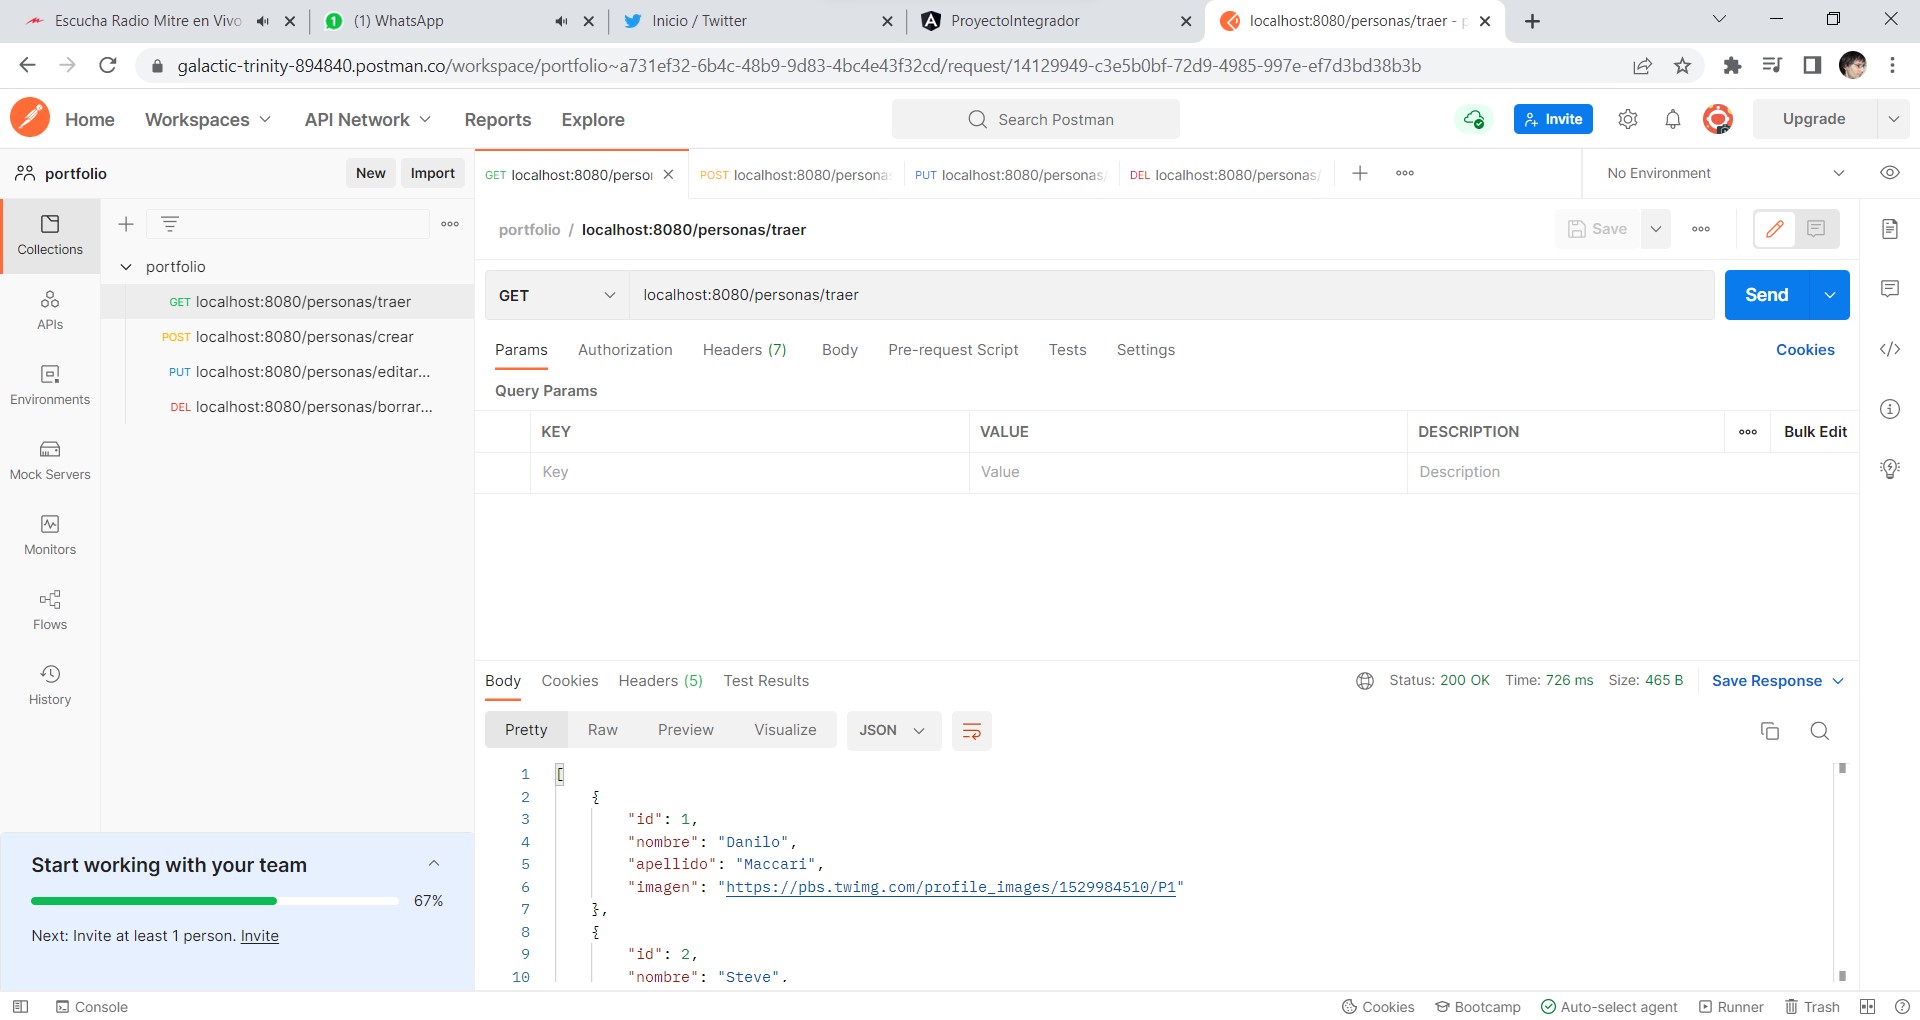 Escucha Radio Mitre en Vivo
(1) WhatsApp
Inicio / Twitter
ProyectoIntegrador
localhost:8080/personas/traer - p
galactic-trinity-894840.postman.co/workspace/portfolio~a731ef32-6b4c-48b9-9d83-4bc4e43f32cd/request/14129949-c3e5b0bf-72d9-4985-997e-ef7d3bd38b3b
Home
Workspaces
API Network
Reports
Explore
Search Postman
Invite
Upgrade
portfolio
New
Import
GET localhost:8080/person
POST localhost:8080/persona
PUT localhost:8080/personas/
DEL localhost:8080/personas/
No Environment
Collections
APIs
Environments
Mock Servers
Monitors
Flows
History
portfolio
GET localhost:8080/personas/traer
POST localhost:8080/personas/crear
PUT localhost:8080/personas/editar...
DEL localhost:8080/personas/borrar...
portfolio / localhost:8080/personas/traer
Save
GET
localhost:8080/personas/traer
Send
Params
Authorization
Headers (7)
Body
Pre-request Script
Tests
Settings
Cookies
Query Params
KEY
VALUE
DESCRIPTION
Bulk Edit
Key
Value
Description
Body
Cookies
Headers (5)
Test Results
Status: 200 OK
Time: 726 ms
Size: 465 B
Save Response
Pretty
Raw
Preview
Visualize
JSON
1 [
2 {
3 "id": 1,
4 "nombre": "Danilo",
5 "apellido": "Maccari",
6 "imagen": "https://pbs.twimg.com/profile_images/1529984510/P1"
7 },
8 {
9 "id": 2,
10 "nombre": "Steve",
Start working with your team
67%
Next: Invite at least 1 person. Invite
Console
Cookies
Bootcamp
Auto-select agent
Runner
Trash